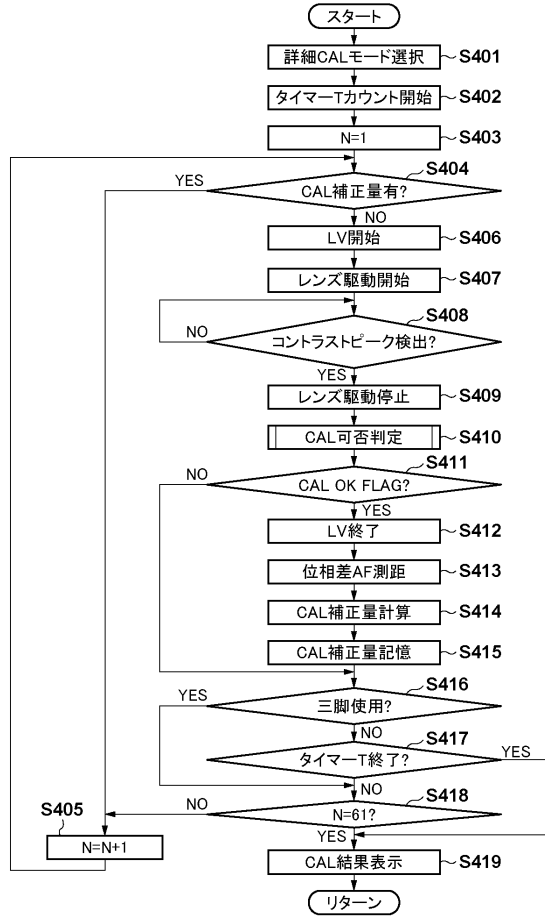 スタート
詳細CALモード選択 S401
タイマーTカウント開始 S402
N=1 S403
S404
YES CAL補正量有?
NO
LV開始 S406
レンズ駆動開始 S407
S408
NO コントラストピーク検出?
YES
レンズ駆動停止 S409
CAL可否判定 S410
S411
NO CAL OK FLAG?
YES
LV終了 S412
位相差AF測距 S413
CAL補正量計算 S414
CAL補正量記憶 S415
S416
YES 三脚使用?
NO S417
タイマーT終了? YES
NO S418
NO N=61?
S405 YES
N=N+1 CAL結果表示 S419
リターン